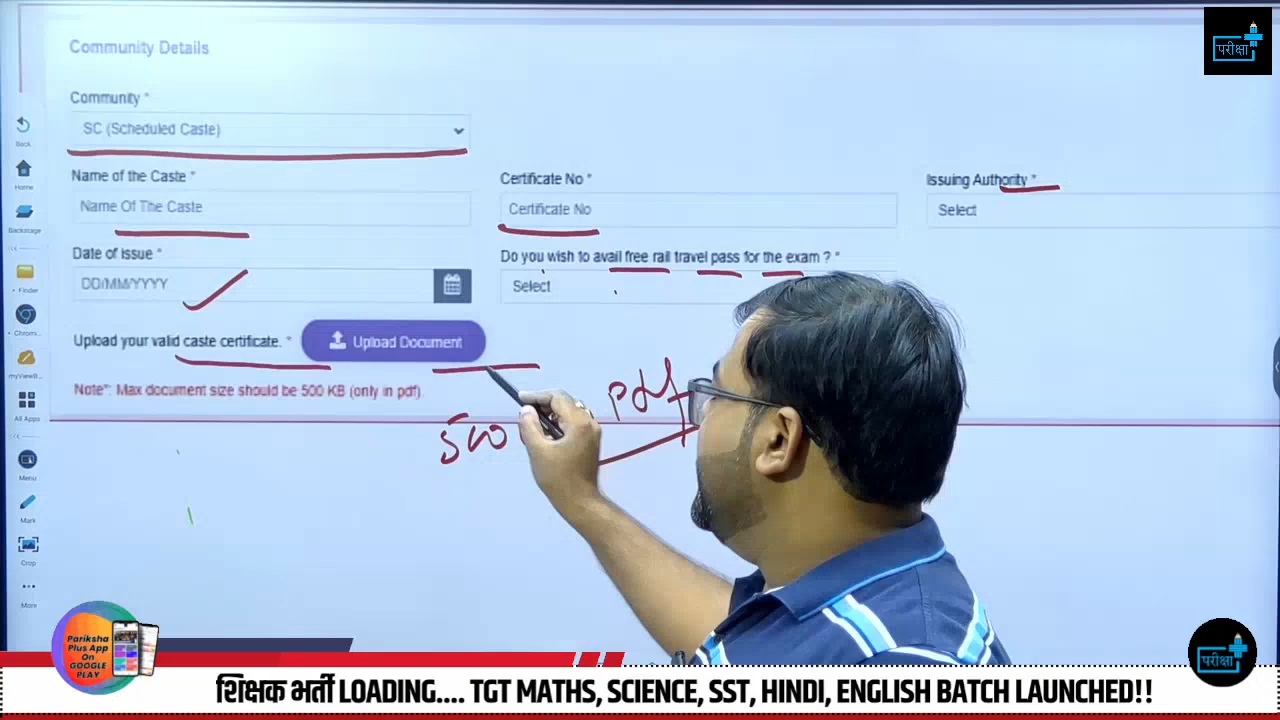 Community Details
परीक्षा
Community *
SC (Scheduled Caste)
Name of the Caste *
Certificate No *
Issuing Authority *
Name Of The Caste
Certificate No
Select
Date of issue *
Do you wish to avail free rail travel pass for the exam ? *
DD/MM/YYYY
Select
Upload your valid caste certificate. *
Upload Document
Note*: Max document size should be 500 KB (only in pdf)
500
pdf
Back
Home
Backstage
Finder
Chrom...
myViewB...
All Apps
Menu
Mark
Crop
More
Pariksha
Plus App
On
GOOGLE
PLAY
परीक्षा
शिक्षक भर्ती LOADING.... TGT MATHS, SCIENCE, SST, HINDI, ENGLISH BATCH LAUNCHED!!